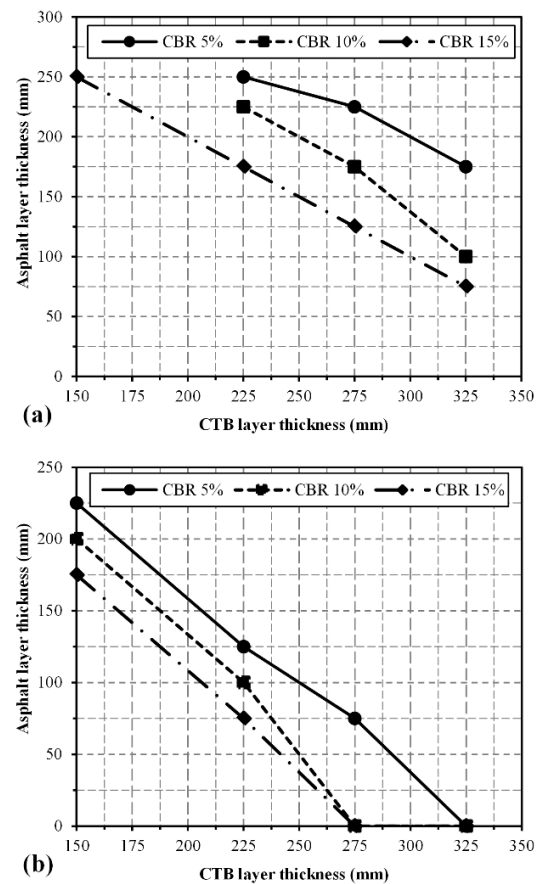 300
250
200
150
100
50
0
Asphalt layer thickness (mm)
CBR 5% CBR 10% CBR 15%
125 150 175 200 225 250 275 300 325 350
(a)
CTB layer thickness (mm)
250
200
150
100
50
0
Asphalt layer thickness (mm)
CBR 5% CBR 10% CBR 15%
150 175 200 225 250 275 300 325 350
(b)
CTB layer thickness (mm)